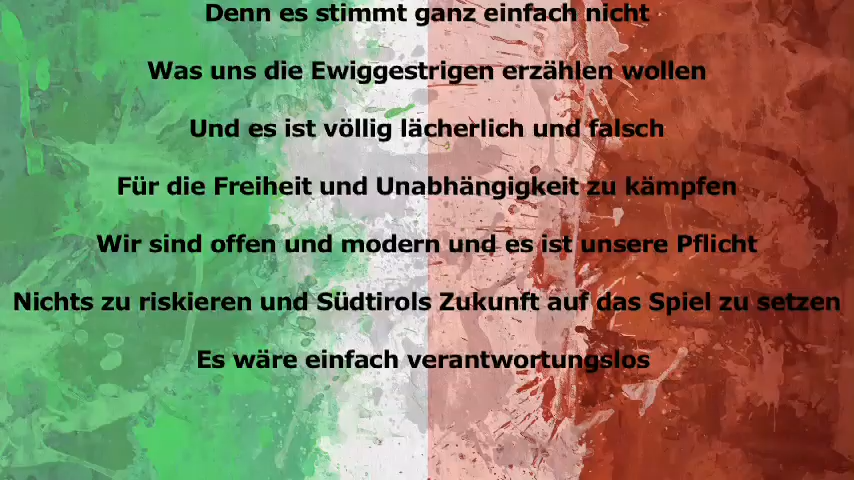 Denn es stimmt ganz einfach nicht
Was uns die Ewiggestrigen erzählen wollen
Und es ist völlig lächerlich und falsch
Für die Freiheit und Unabhängigkeit zu kämpfen
Wir sind offen und modern und es ist unsere Pflicht
Nichts zu riskieren und Südtirols Zukunft auf das Spiel zu setzen
Es wäre einfach verantwortungslos